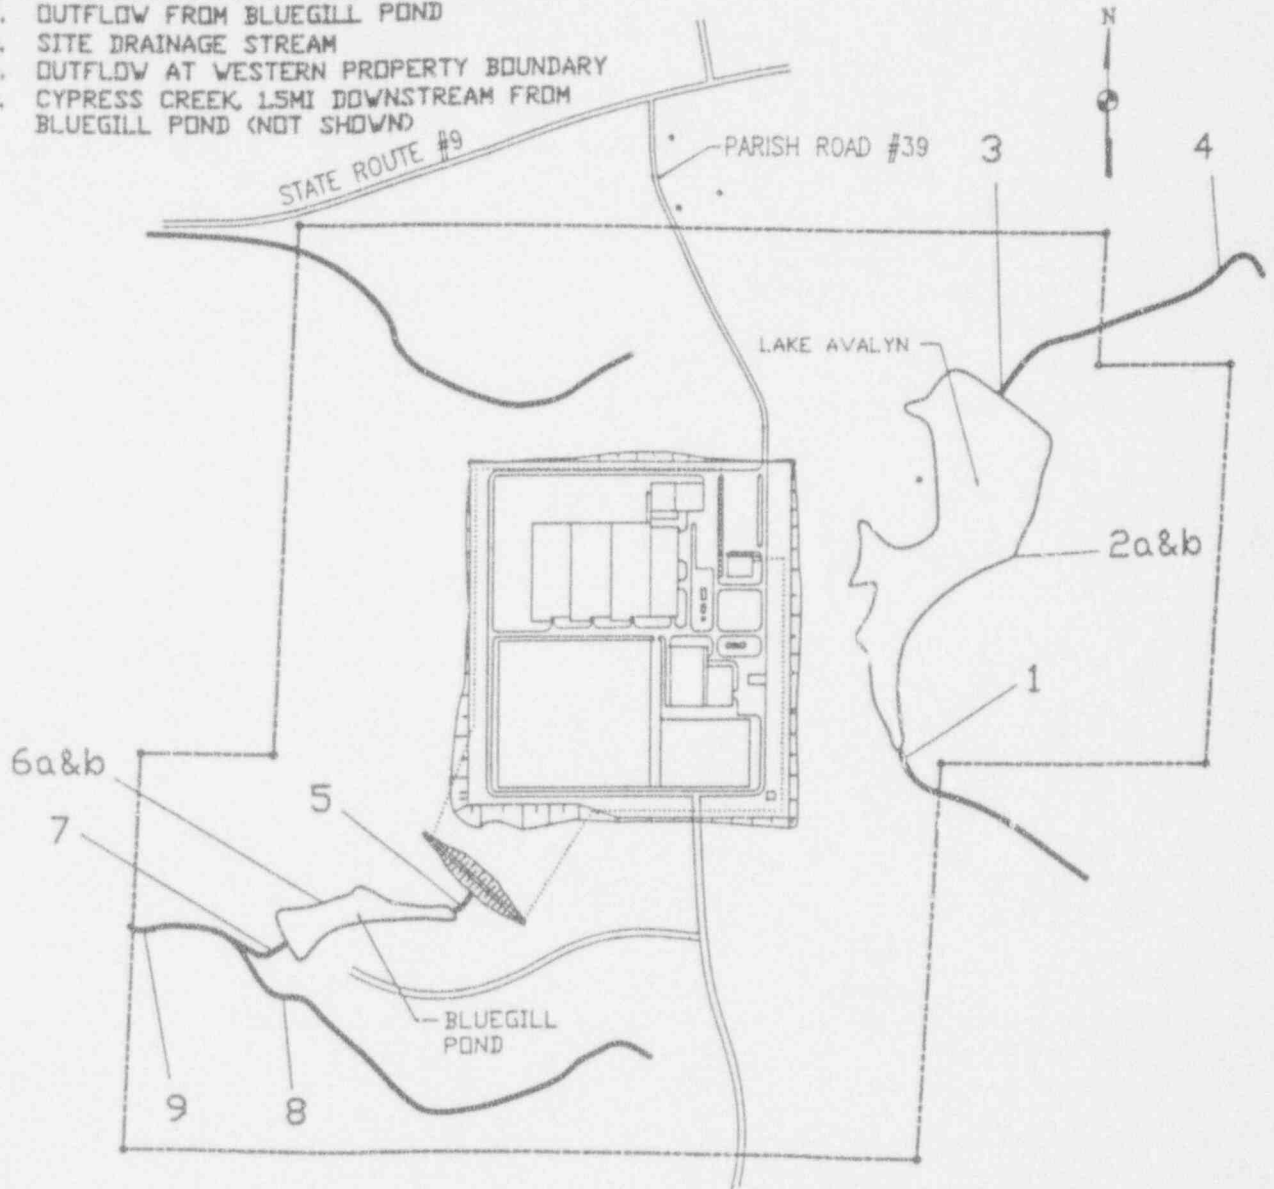 . OUTFLOW FROM BLUEGILL POND
. SITE DRAINAGE STREAM
. OUTFLOW AT WESTERN PROPERTY BOUNDARY
. CYPRESS CREEK, 1.5MI DOWNSTREAM FROM
BLUEGILL POND (NOT SHOWN)
N
STATE ROUTE #9
PARISH ROAD #39
3
4
LAKE AVALYN
2a&b
1
6a&b
5
7
BLUEGILL
POND
9
8